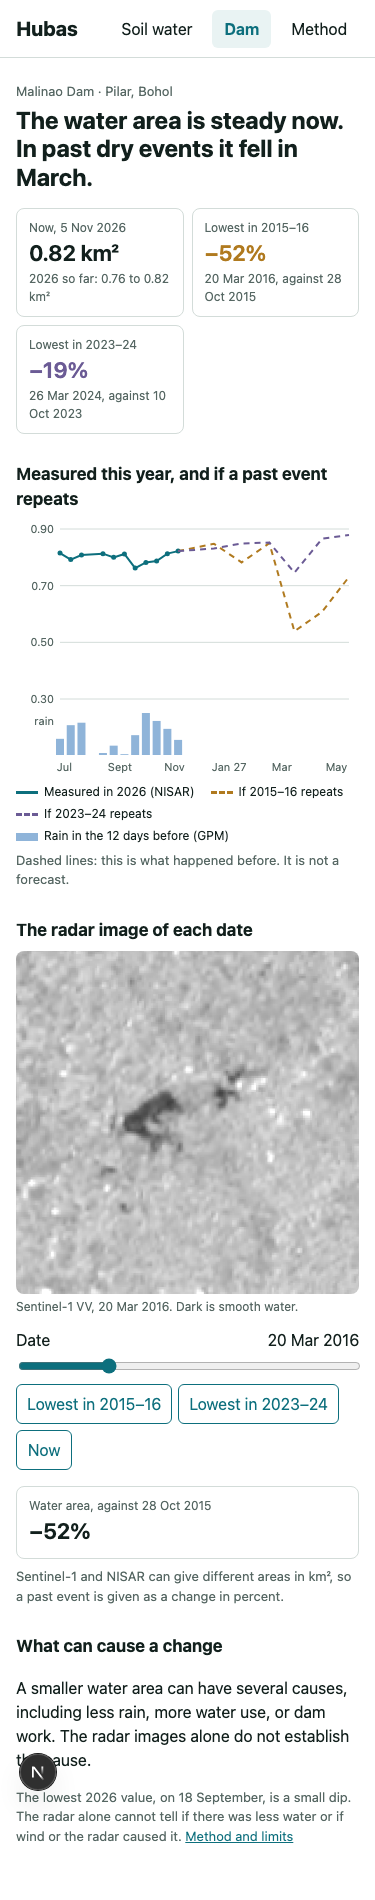 Hubas
Soil water
Dam
Method
Malinao Dam · Pilar, Bohol
The water area is steady now.
In past dry events it fell in
March.
Now, 5 Nov 2026
0.82 km²
2026 so far: 0.76 to 0.82
km²
Lowest in 2015–16
−52%
20 Mar 2016, against 28
Oct 2015
Lowest in 2023–24
−19%
26 Mar 2024, against 10
Oct 2023
Measured this year, and if a past event
repeats
0.90
0.70
0.50
0.30
rain
Jul
Sept
Nov
Jan 27
Mar
May
Measured in 2026 (NISAR)
If 2015–16 repeats
If 2023–24 repeats
Rain in the 12 days before (GPM)
Dashed lines: this is what happened before. It is not a
forecast.
The radar image of each date
Sentinel-1 VV, 20 Mar 2016. Dark is smooth water.
Date
20 Mar 2016
Lowest in 2015–16
Lowest in 2023–24
Now
Water area, against 28 Oct 2015
−52%
Sentinel-1 and NISAR can give different areas in km², so
a past event is given as a change in percent.
What can cause a change
A smaller water area can have several causes,
including less rain, more water use, or dam
work. The radar images alone do not establish
N
The lowest 2026 value, on 18 September, is a small dip.
The radar alone cannot tell if there was less water or if
wind or the radar caused it. Method and limits